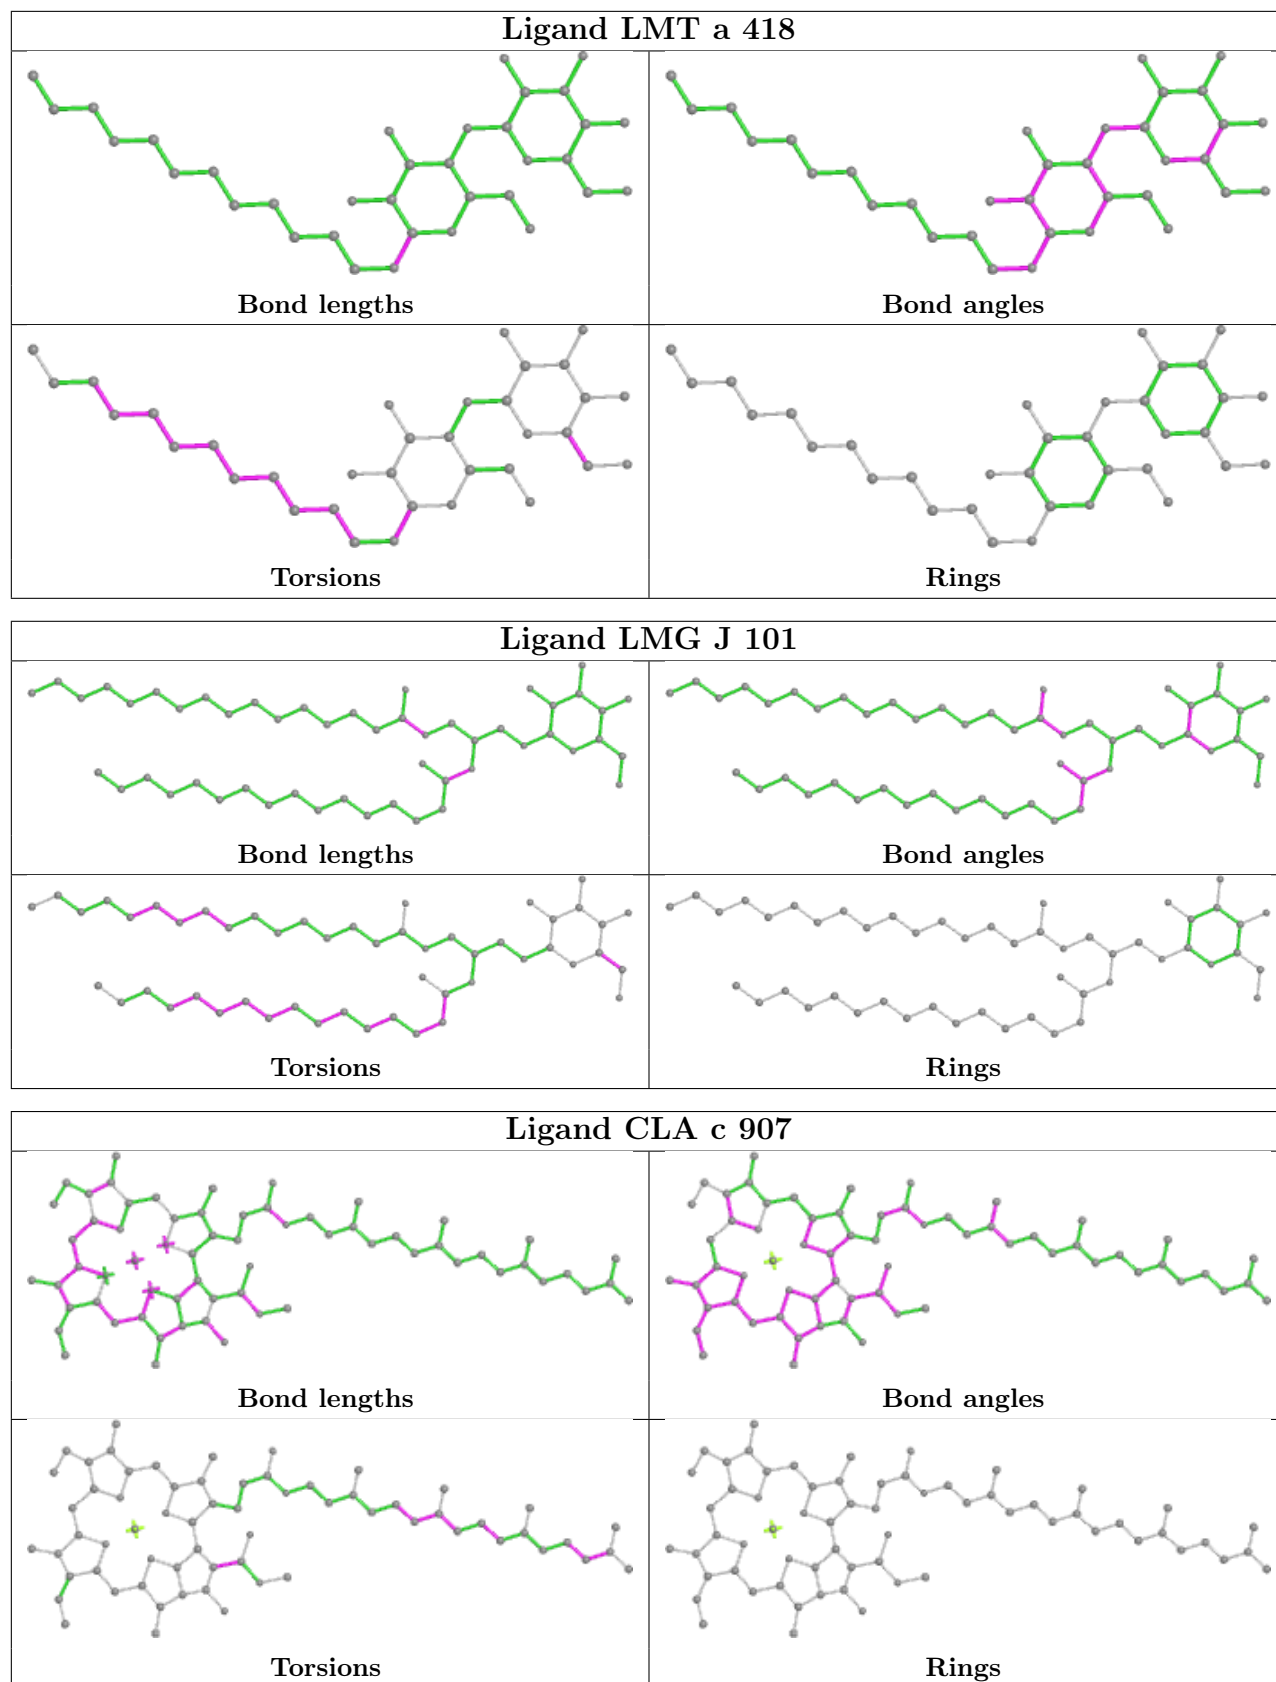 Ligand LMT a 418
Bond lengths
Bond angles
Torsions
Rings
Ligand LMG J 101
Bond lengths
Bond angles
Torsions
Rings
Ligand CLA c 907
Bond lengths
Bond angles
Torsions
Rings